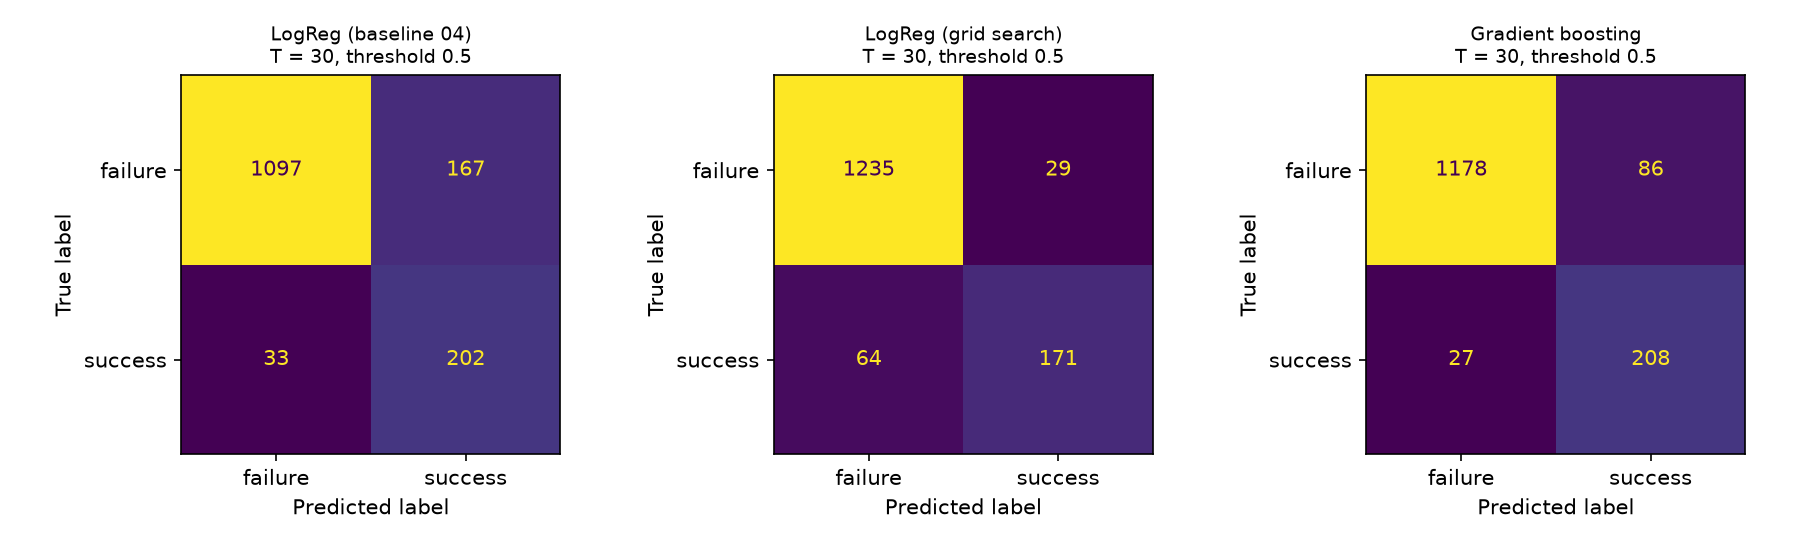 LogReg (baseline 04)
T = 30, threshold 0.5
True label
failure
1097
167
success
33
202
failure
success
Predicted label
LogReg (grid search)
T = 30, threshold 0.5
True label
failure
1235
29
success
64
171
failure
success
Predicted label
Gradient boosting
T = 30, threshold 0.5
True label
failure
1178
86
success
27
208
failure
success
Predicted label